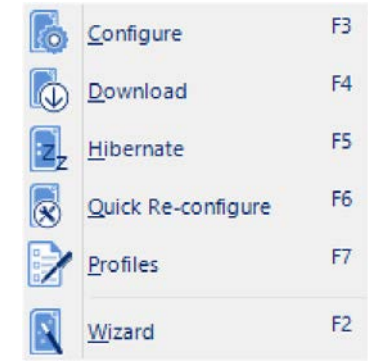 Configure F3
Download F4
Hibernate F5
Quick Re-configure F6
Profiles F7
Wizard F2